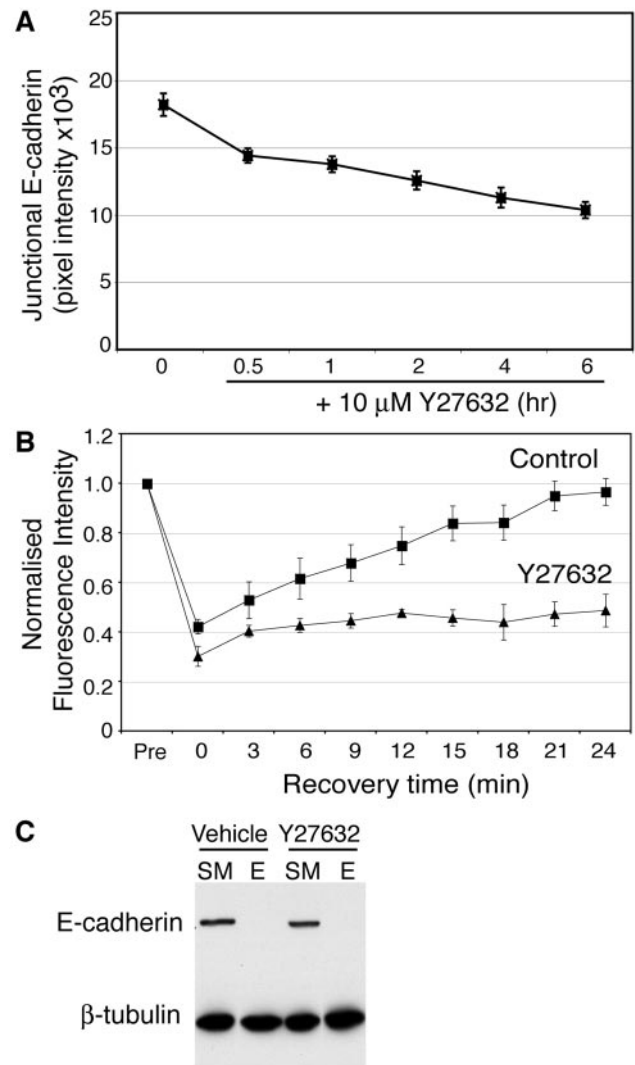 A
25
20
15
10
5
0
Junctional E-cadherin
(pixel intensity x10³)
0 0.5 1 2 4 6
+ 10 µM Y27632 (hr)
B
1.2
1.0
0.8
0.6
0.4
0.2
0
Normalised
Fluorescence Intensity
Control
Y27632
Pre 0 3 6 9 12 15 18 21 24
Recovery time (min)
C
Vehicle Y27632
SM E SM E
E-cadherin
β-tubulin